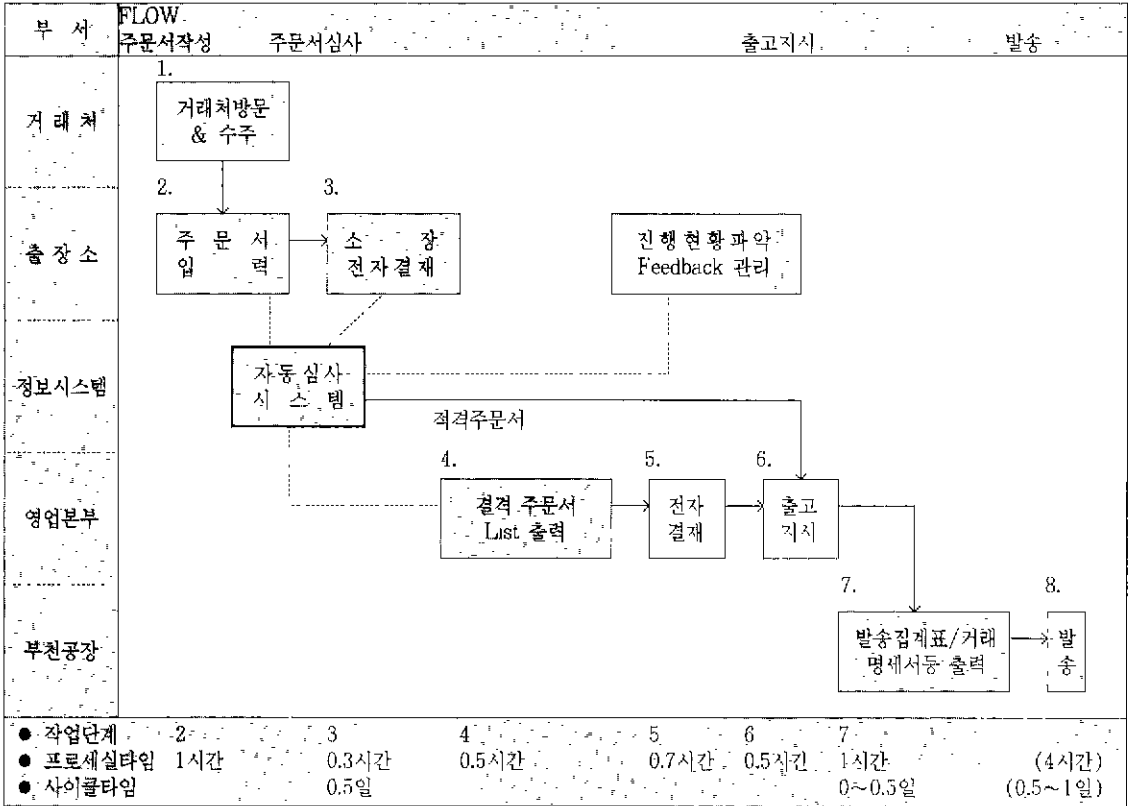 부 서
FLOW
주문서작성 주문서심사 출고지시 발송
거 래 처
1.
거래처방문
& 수주
출 장 소
2.
주 문 서
입 력
3.
소 장
전자결재
진행현황파악
Feedback 관리
정보시스템
자동심사
시 스 템
적격주문서
영업본부
4.
결격 주문서
List 출력
5.
전자
결재
6.
출고
지시
부천공장
7.
발송집계표/거래
명세서등 출력
8.
발
송
● 작업단계 2 3 4 5 6 7
● 프로세실타임 1시간 0.3시간 0.5시간 0.7시간 0.5시간 1시간 (4시간)
● 사이클타임 0.5일 0~0.5일 (0.5~1일)